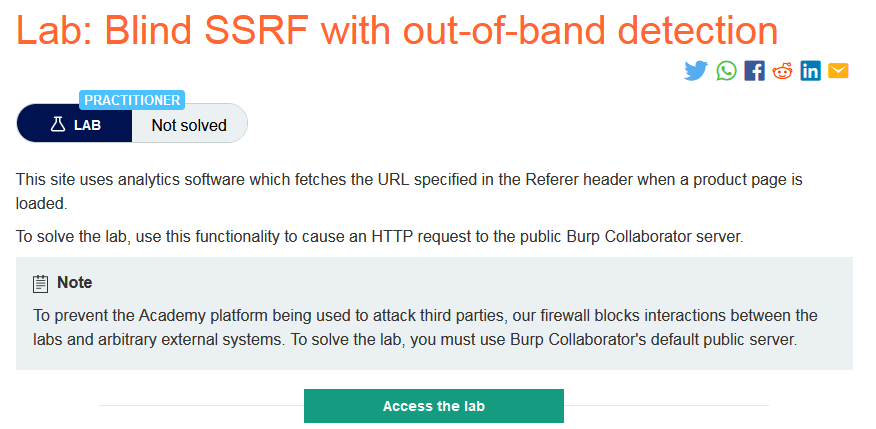 Lab: Blind SSRF with out-of-band detection
PRACTITIONER
LAB
Not solved
This site uses analytics software which fetches the URL specified in the Referer header when a product page is
loaded.
To solve the lab, use this functionality to cause an HTTP request to the public Burp Collaborator server.
Note
To prevent the Academy platform being used to attack third parties, our firewall blocks interactions between the
labs and arbitrary external systems. To solve the lab, you must use Burp Collaborator's default public server.
Access the lab